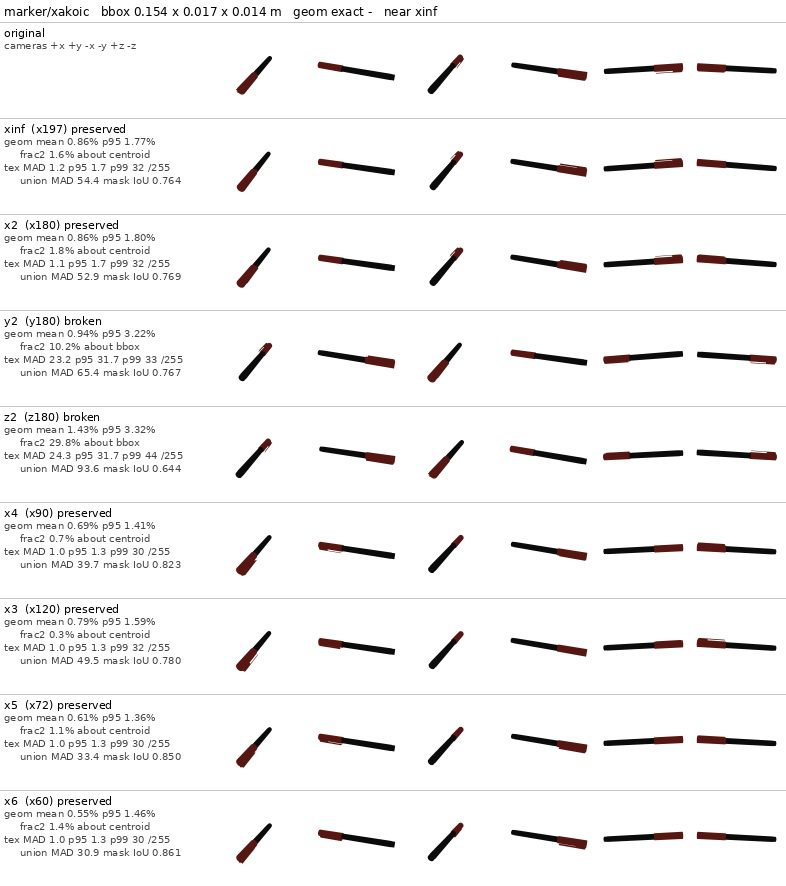 marker/xakoic   bbox 0.154 x 0.017 x 0.014 m   geom exact -   near xinf
original
cameras +x +y -x -y +z -z
xinf  (x197) preserved
geom mean 0.86% p95 1.77%
frac2 1.6% about centroid
tex MAD 1.2 p95 1.7 p99 32 /255
union MAD 54.4 mask IoU 0.764
x2  (x180) preserved
geom mean 0.86% p95 1.80%
frac2 1.8% about centroid
tex MAD 1.1 p95 1.7 p99 32 /255
union MAD 52.9 mask IoU 0.769
y2  (y180) broken
geom mean 0.94% p95 3.22%
frac2 10.2% about bbox
tex MAD 23.2 p95 31.7 p99 33 /255
union MAD 65.4 mask IoU 0.767
z2  (z180) broken
geom mean 1.43% p95 3.32%
frac2 29.8% about bbox
tex MAD 24.3 p95 31.7 p99 44 /255
union MAD 93.6 mask IoU 0.644
x4  (x90) preserved
geom mean 0.69% p95 1.41%
frac2 0.7% about centroid
tex MAD 1.0 p95 1.3 p99 30 /255
union MAD 39.7 mask IoU 0.823
x3  (x120) preserved
geom mean 0.79% p95 1.59%
frac2 0.3% about centroid
tex MAD 1.0 p95 1.3 p99 32 /255
union MAD 49.5 mask IoU 0.780
x5  (x72) preserved
geom mean 0.61% p95 1.36%
frac2 1.1% about centroid
tex MAD 1.0 p95 1.3 p99 30 /255
union MAD 33.4 mask IoU 0.850
x6  (x60) preserved
geom mean 0.55% p95 1.46%
frac2 1.4% about centroid
tex MAD 1.0 p95 1.3 p99 30 /255
union MAD 30.9 mask IoU 0.861